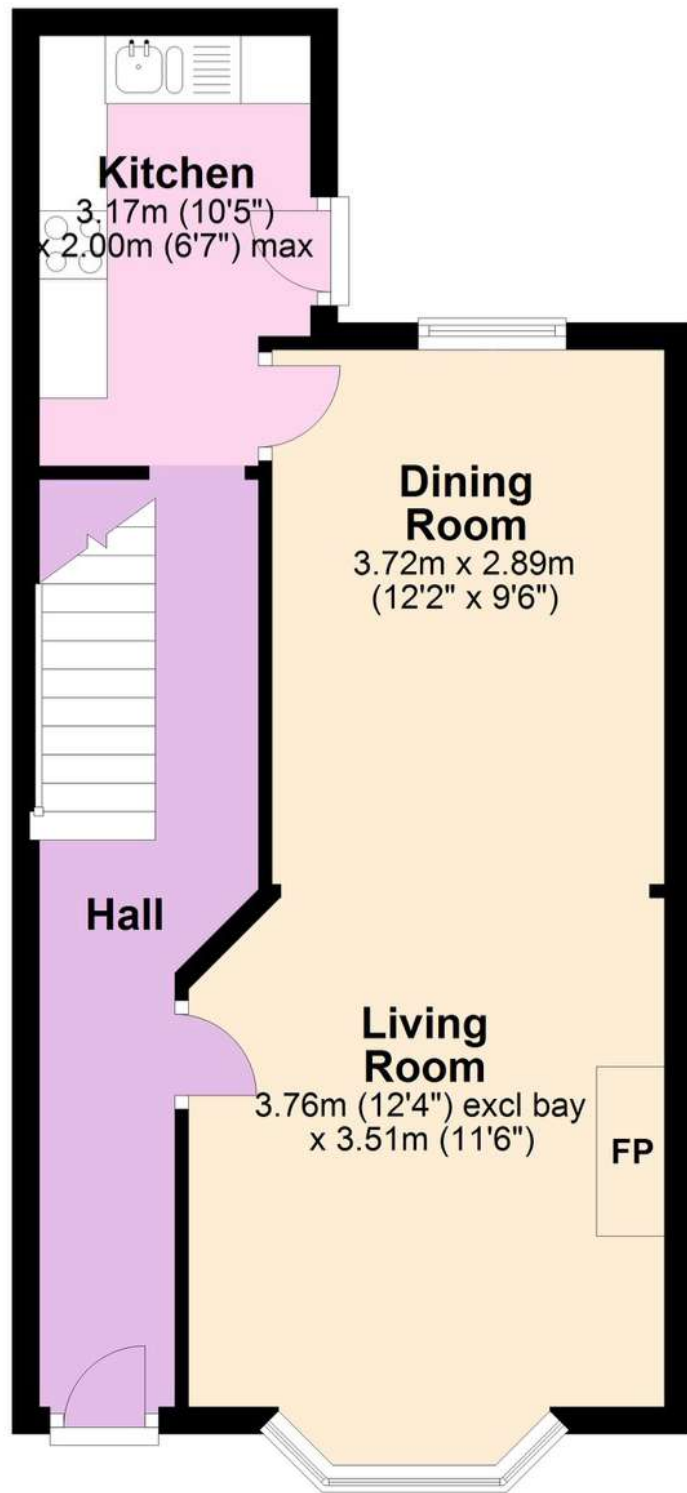 Kitchen
3.17m (10'5")
x 2.00m (6'7") max
Dining
Room
3.72m x 2.89m
(12'2" x 9'6")
Hall
Living
Room
3.76m (12'4") excl bay
x 3.51m (11'6")
FP